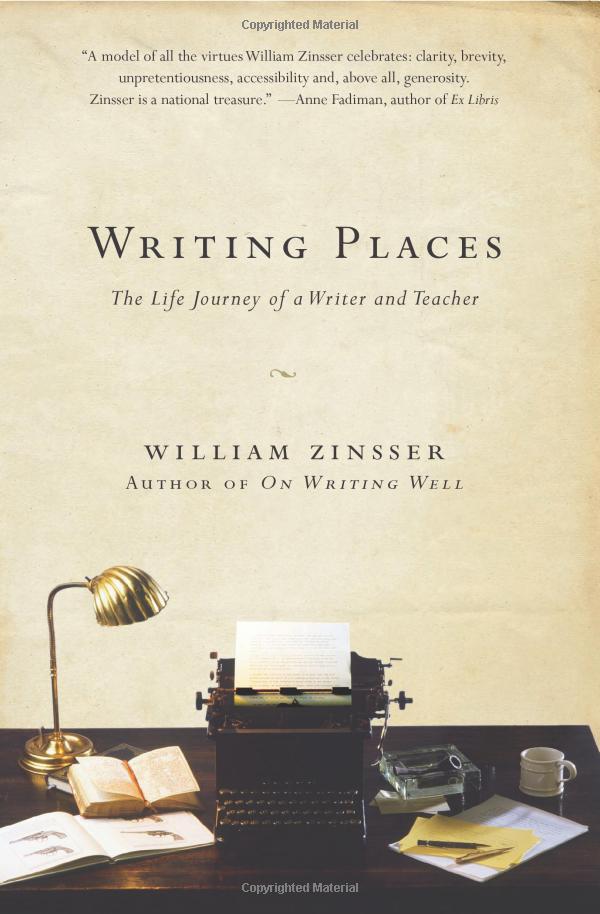 Copyrighted Material
“A model of all the virtues William Zinsser celebrates: clarity, brevity,
unpretentiousness, accessibility and, above all, generosity.
Zinsser is a national treasure.” —Anne Fadiman, author of Ex Libris
WRITING PLACES
The Life Journey of a Writer and Teacher
WILLIAM ZINSSER
AUTHOR OF ON WRITING WELL
Copyrighted Material